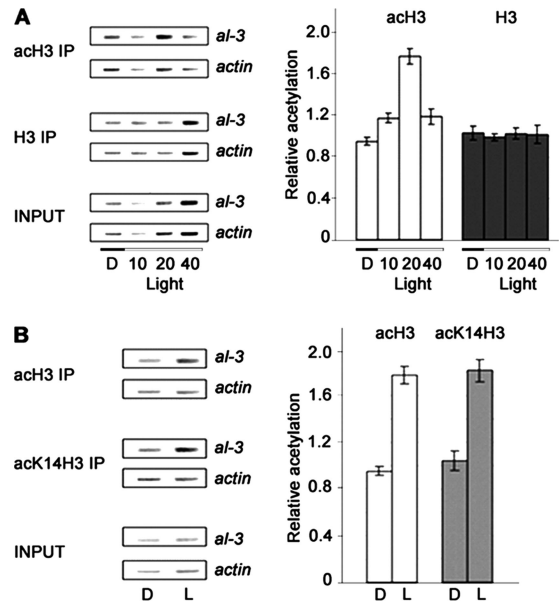 A
acH3 IP
al-3
actin
H3 IP
al-3
actin
INPUT
al-3
actin
D 10 20 40
Light
acH3 H3
Relative acetylation
2.0
1.6
1.2
0.8
0.4
0
D 10 20 40 D 10 20 40
Light Light
B
acH3 IP
al-3
actin
acK14H3 IP
al-3
actin
INPUT
al-3
actin
D L
acH3 acK14H3
Relative acetylation
2.0
1.6
1.2
0.8
0.4
0
D L D L